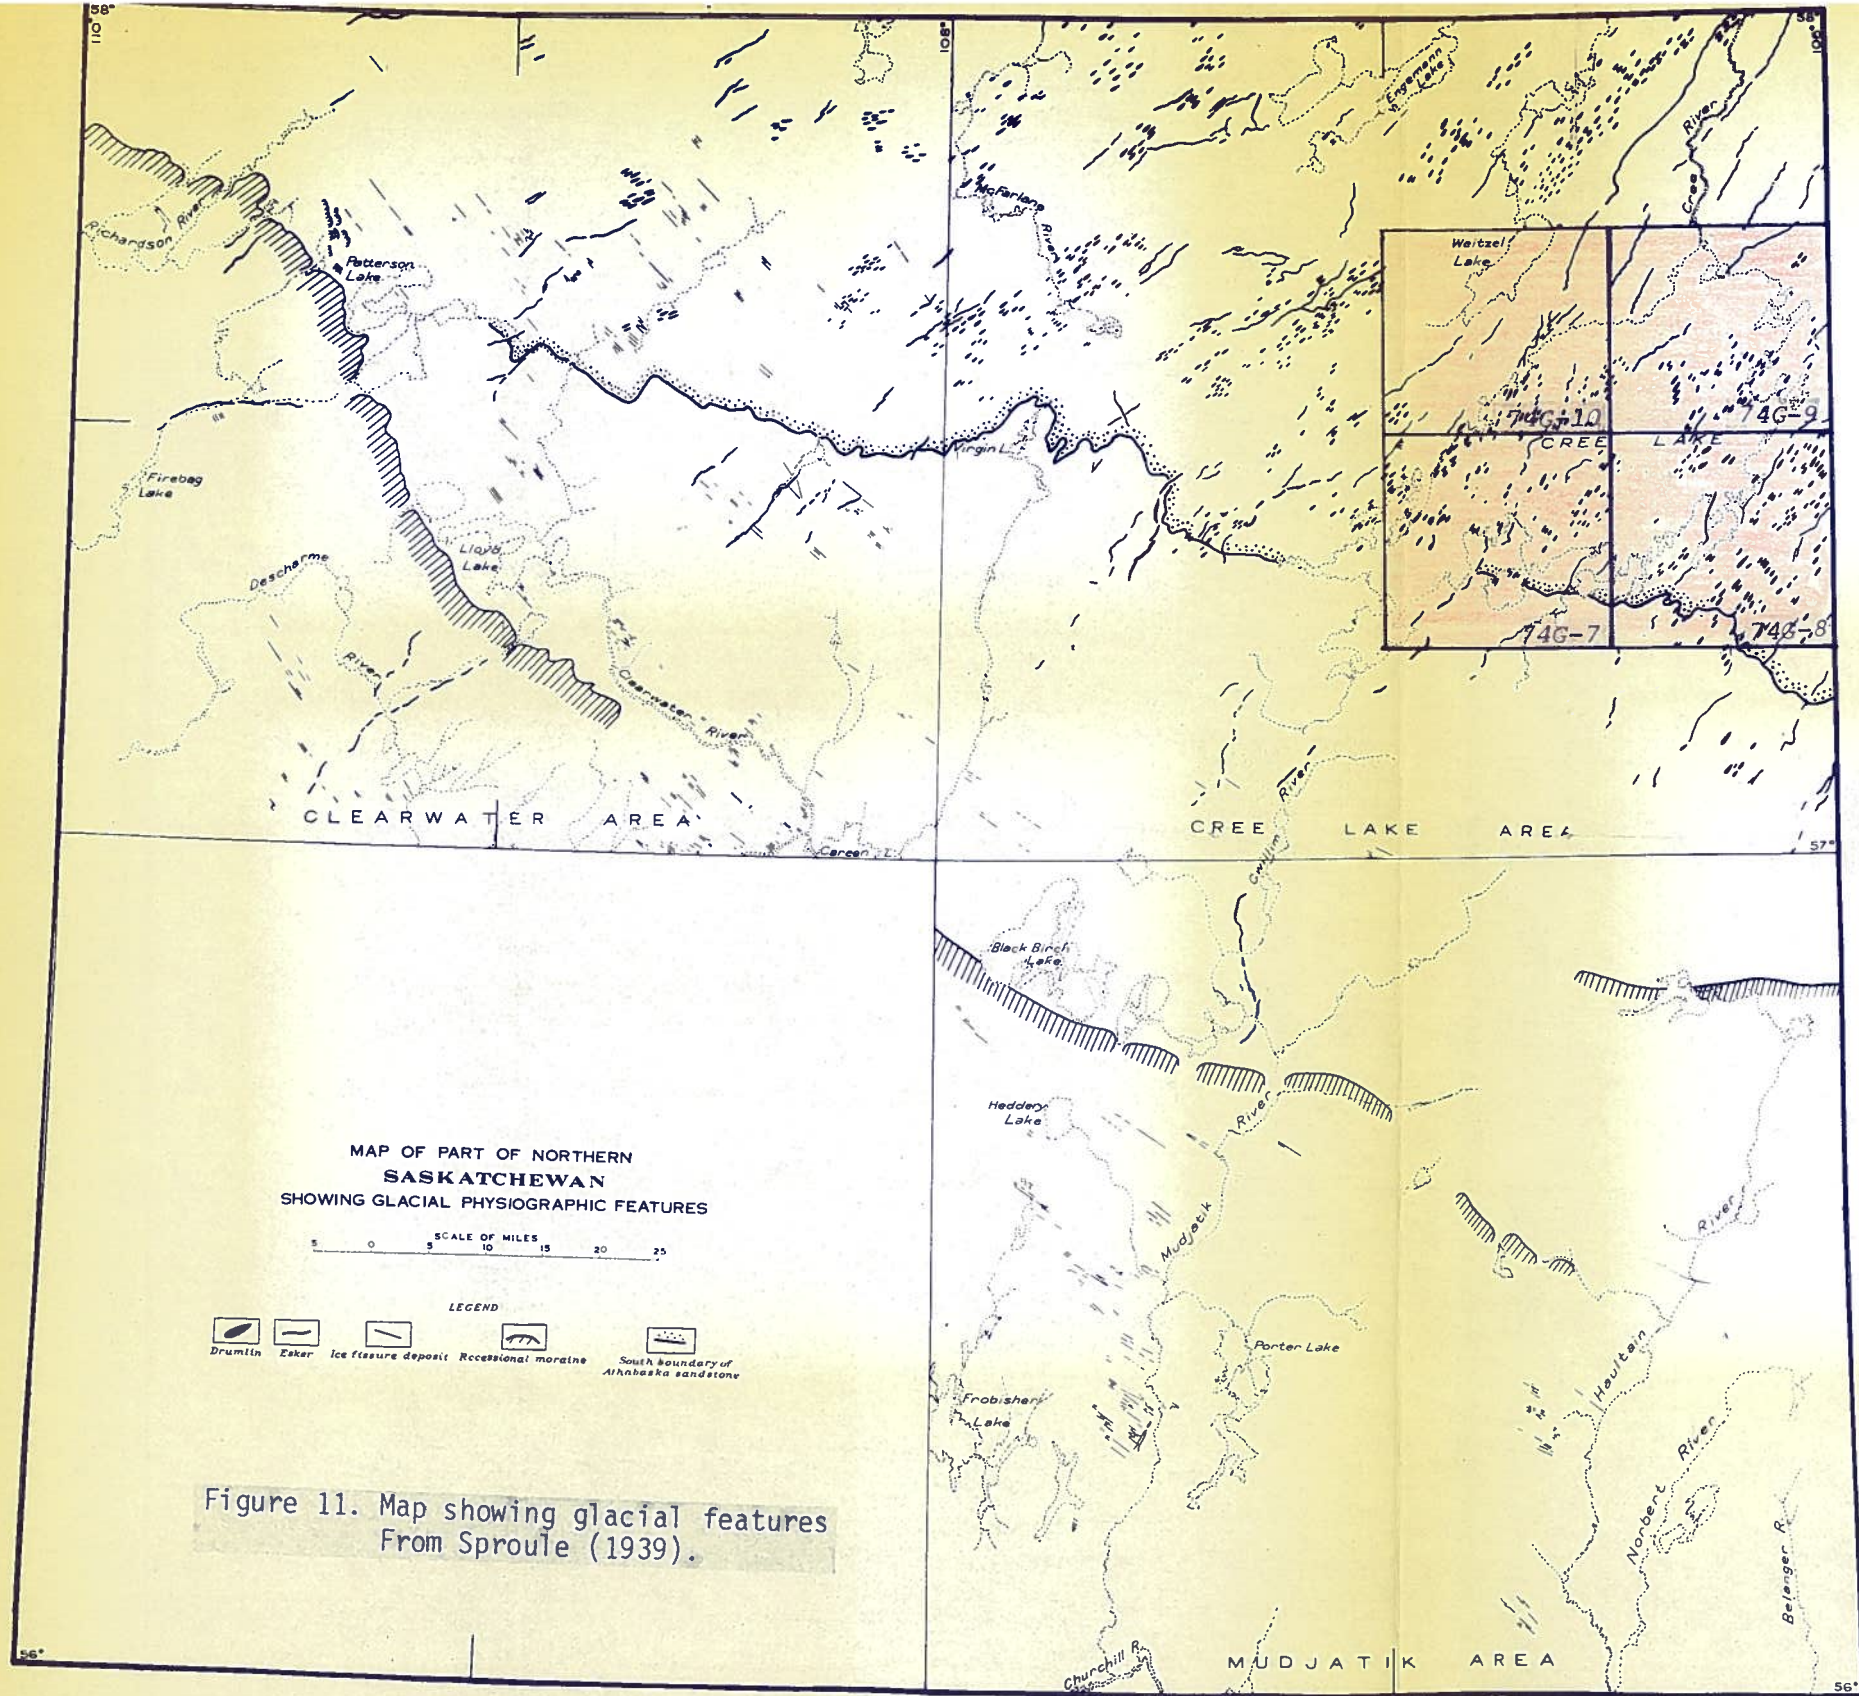 58°
110°
108°
58°
106°
Engemann
Lake
River
Cree
McFarlane
River
Richardson
River
Patterson
Lake
Weitzel
Lake
74G-10
74G-9
CREE LAKE
Virgin L.
Firebag
Lake
Lloyd
Lake
Descharme
River
74G-7
74G-8
Clearwater
River
River
CLEARWATER AREA
CREE LAKE AREA
57°
Careen L.
Gwillim
Black Birch
Lake
Heddery
Lake
River
MAP OF PART OF NORTHERN
SASKATCHEWAN
SHOWING GLACIAL PHYSIOGRAPHIC FEATURES
Mudjatik
River
SCALE OF MILES
5 0 5 10 15 20 25
LEGEND
Drumlin Esker Ice fissure deposit Recessional moraine South boundary of
Athabaska sandstone
Porter Lake
Haultain
Frobisher
Lake
River
Norbert
Figure 11. Map showing glacial features
From Sproule (1939).
Belanger R.
56°
Churchill R.
MUDJATIK AREA
56°